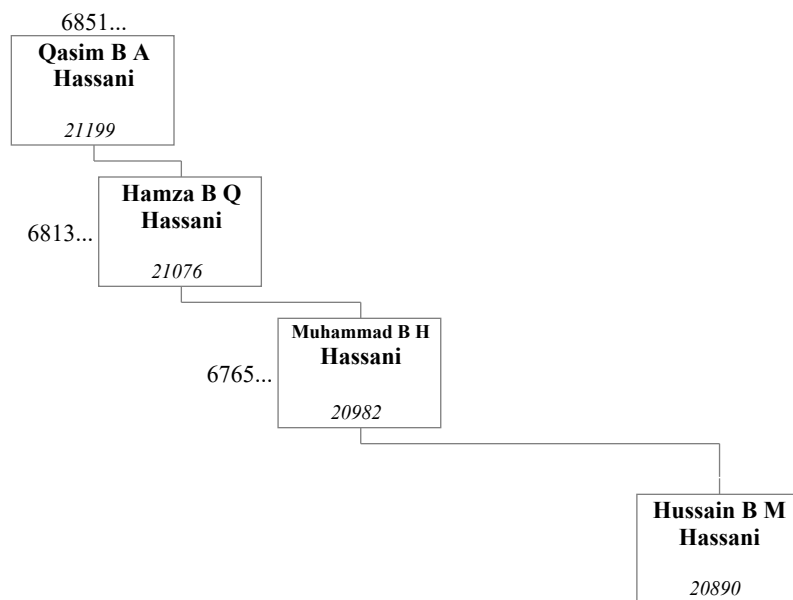 6851...
Qasim B A
Hassani
21199
Hamza B Q
Hassani
6813...
21076
Muhammad B H
Hassani
6765...
20982
Hussain B M
Hassani
20890